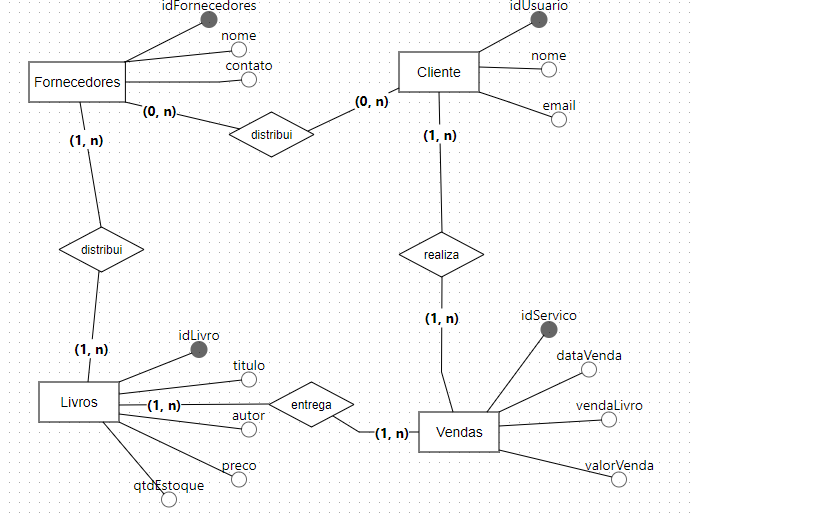 idFornecedores
idUsuario
nome
nome
contato
Fornecedores
Cliente
(0, n)
(0, n)
email
distribui
(1, n)
(1, n)
distribui
realiza
idServico
(1, n)
idLivro
(1, n)
dataVenda
titulo
Livros
(1, n)
entrega
vendaLivro
autor
(1, n)
Vendas
preco
valorVenda
qtdEstoque